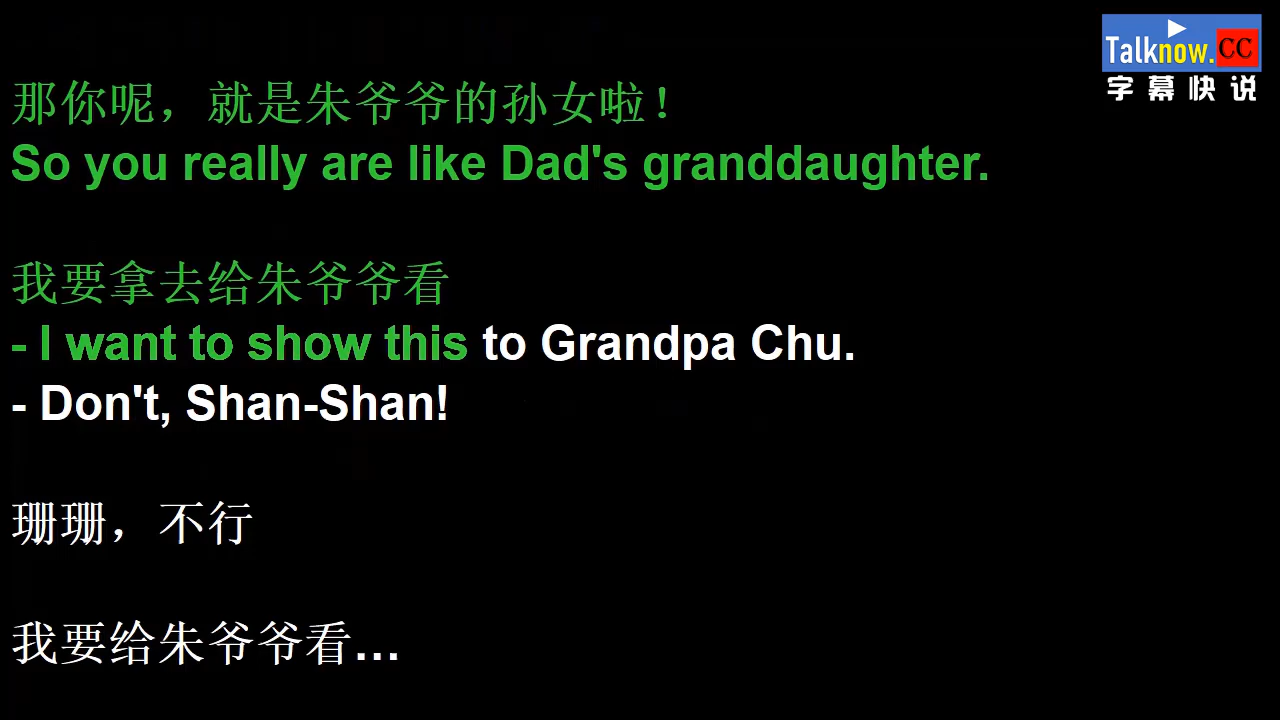 Talknow.CC
字幕快说
那你呢，就是朱爷爷的孙女啦！
So you really are like Dad's granddaughter.
我要拿去给朱爷爷看
- I want to show this to Grandpa Chu.
- Don't, Shan-Shan!
珊珊，不行
我要给朱爷爷看...